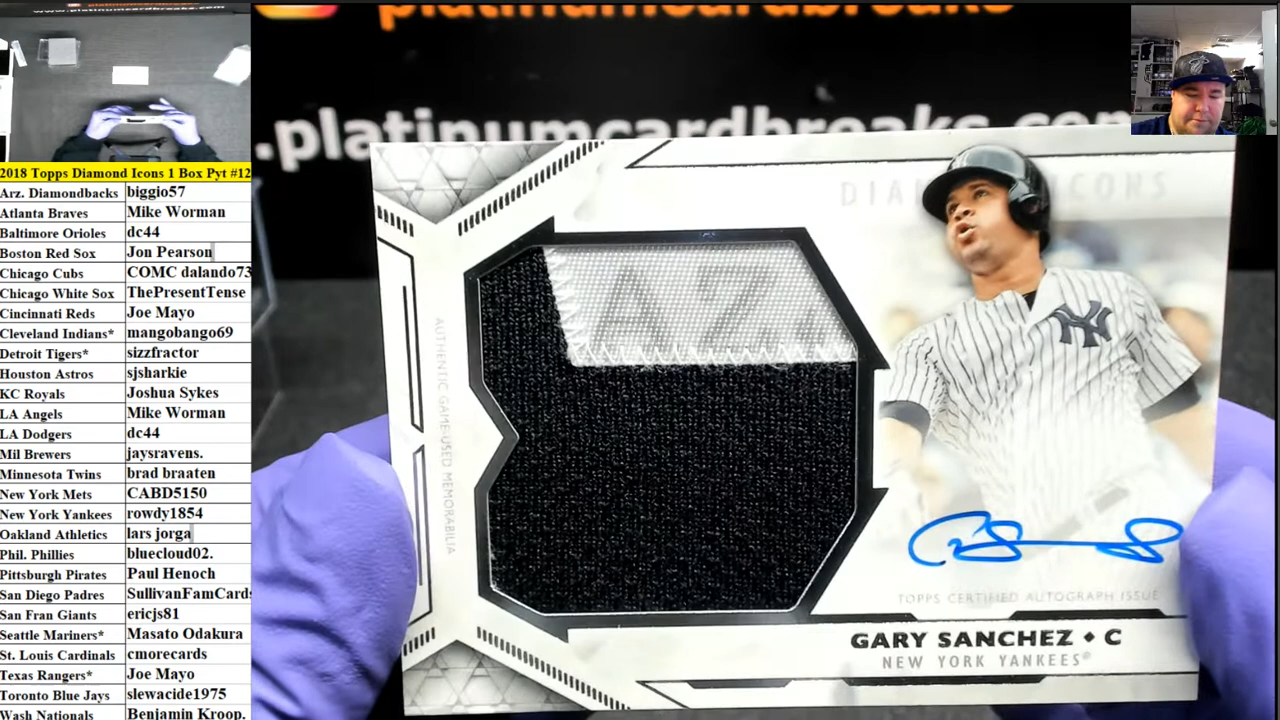 www.platinumcardbreaks.com
platinumcardbreaks
.platinumcardbreaks.com
2018 Topps Diamond Icons 1 Box Pyt #12
Arz. Diamondbacks biggio57
Atlanta Braves Mike Worman
Baltimore Orioles dc44
Boston Red Sox Jon Pearson
Chicago Cubs COMC dalando73
Chicago White Sox ThePresentTense
Cincinnati Reds Joe Mayo
Cleveland Indians* mangobango69
Detroit Tigers* sizzfractor
Houston Astros sjsharkie
KC Royals Joshua Sykes
LA Angels Mike Worman
LA Dodgers dc44
Mil Brewers jaysravens.
Minnesota Twins brad braaten
New York Mets CABD5150
New York Yankees rowdy1854
Oakland Athletics lars jorga
Phil. Phillies bluecloud02.
Pittsburgh Pirates Paul Henoch
San Diego Padres SullivanFamCards
San Fran Giants ericjs81
Seattle Mariners* Masato Odakura
St. Louis Cardinals cmorecards
Texas Rangers* Joe Mayo
Toronto Blue Jays slewacide1975
Wash Nationals Benjamin Kroop.
ICONS
AZ
NY
AUTHENTIC GAME-USED MEMORABILIA
TOPPS CERTIFIED AUTOGRAPH ISSUE
GARY SANCHEZ ♦ C
NEW YORK YANKEES®